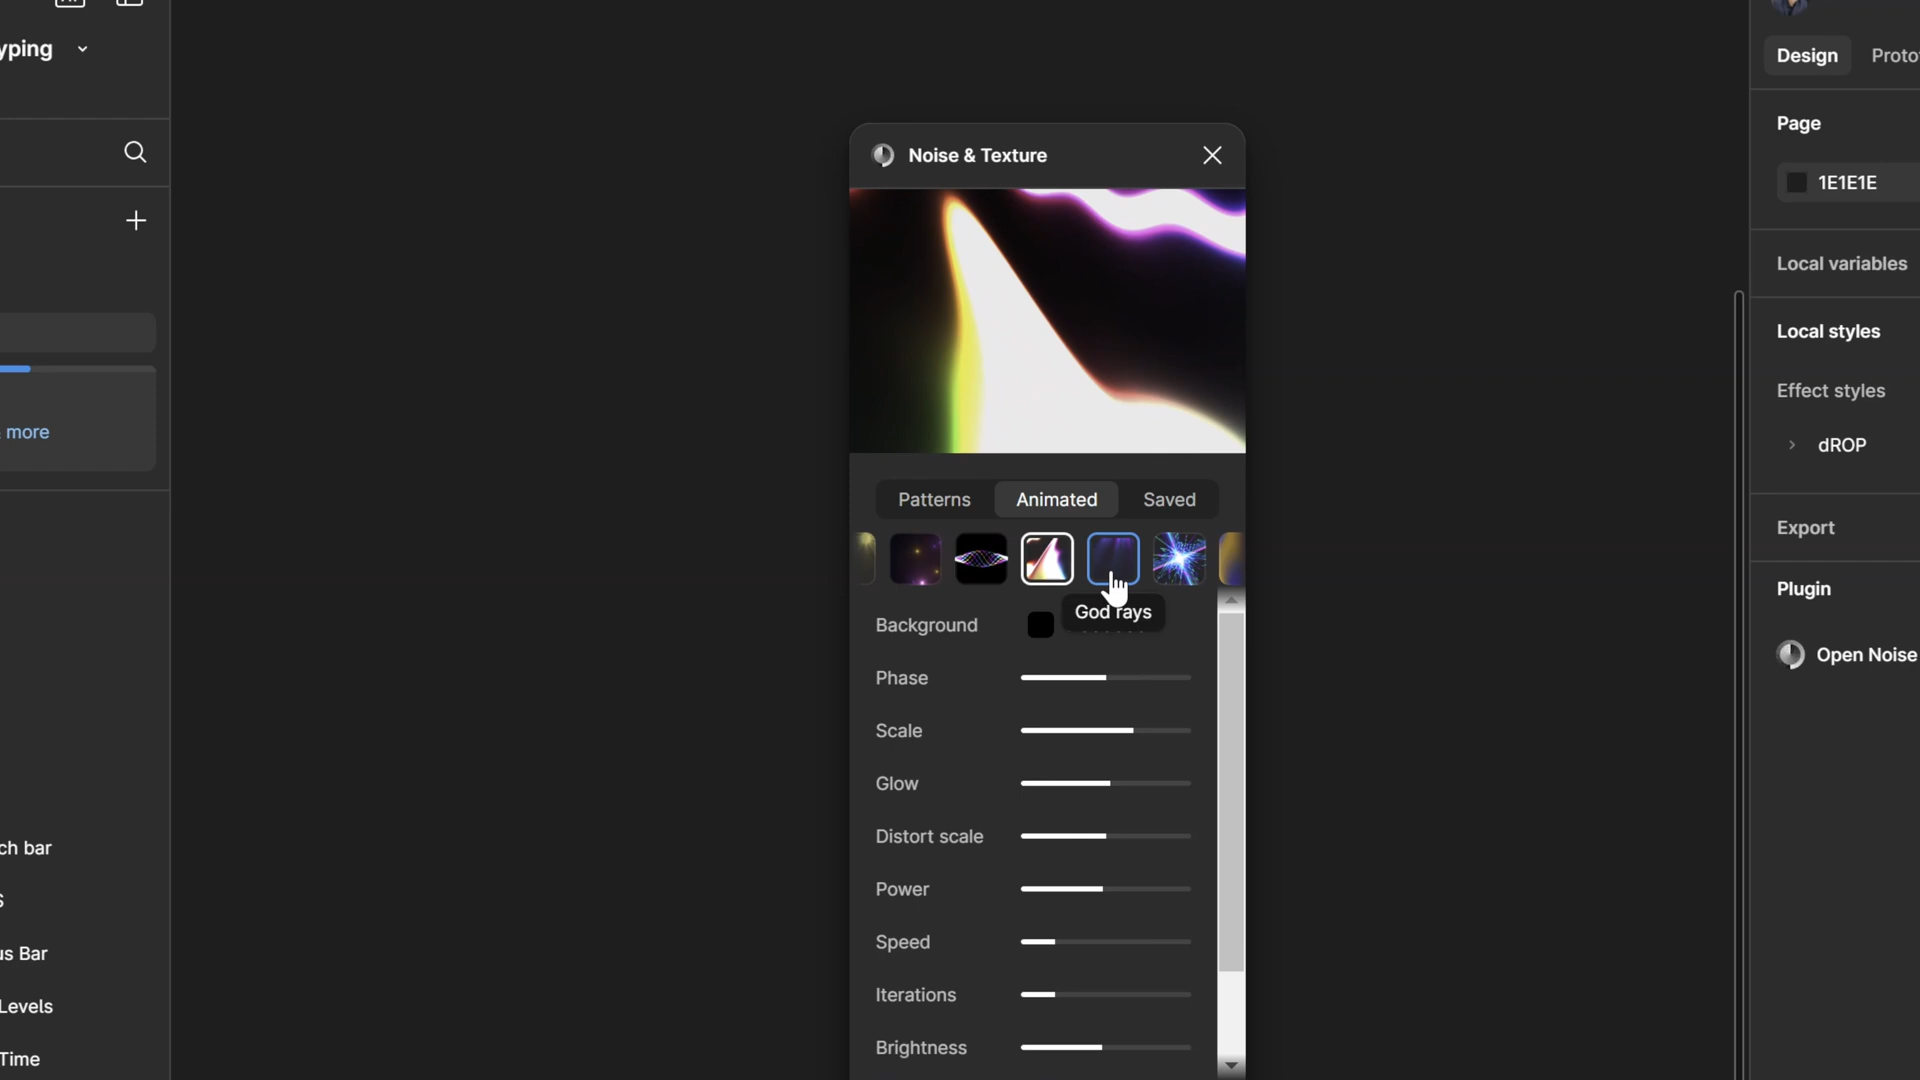 yping
more
ch bar
us Bar
Levels
Time
Noise & Texture
Patterns Animated Saved
God rays
Background
Phase
Scale
Glow
Distort scale
Power
Speed
Iterations
Brightness
Design Proto
Page
1E1E1E
Local variables
Local styles
Effect styles
dROP
Export
Plugin
Open Noise